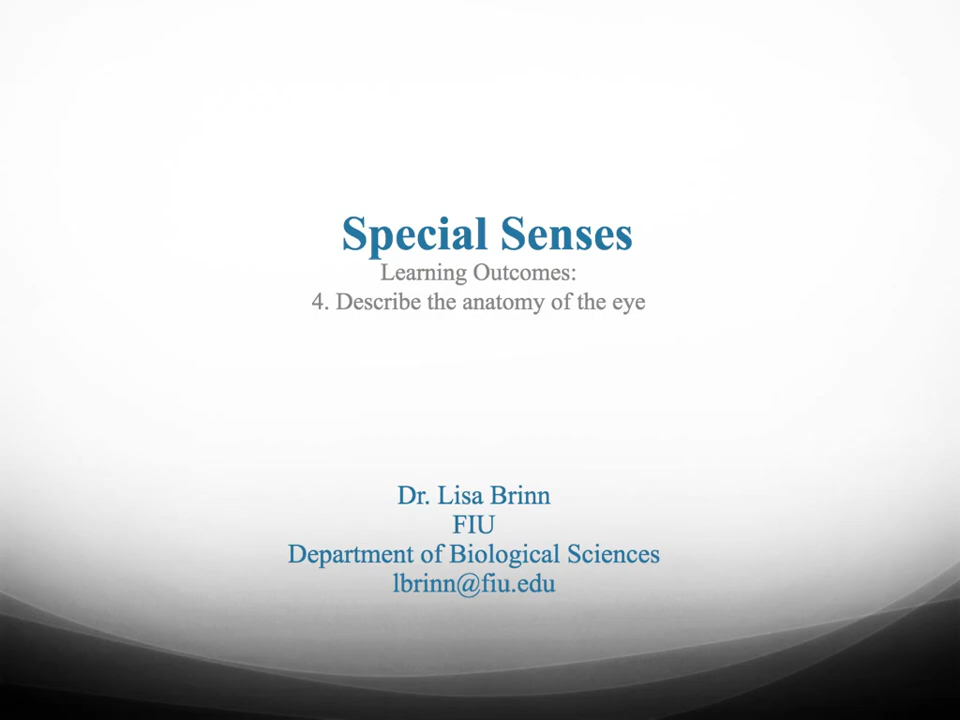 Special Senses
Learning Outcomes:
4. Describe the anatomy of the eye
Dr. Lisa Brinn
FIU
Department of Biological Sciences
lbrinn@fiu.edu